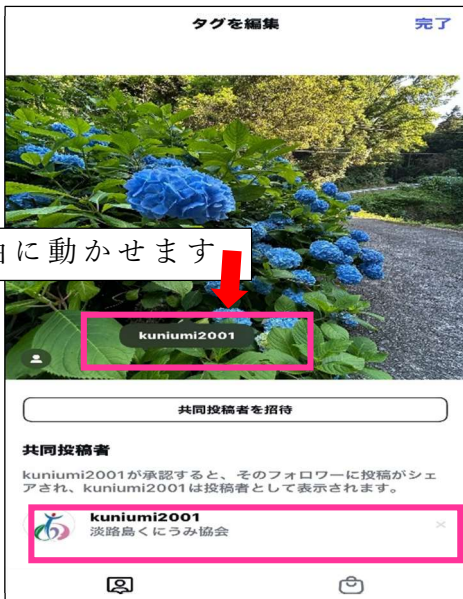 タグを編集
完了
に動かせます
kuniumi2001
共同投稿者を招待
共同投稿者
kuniumi2001が承認すると、そのフォロワーに投稿がシェ
アされ、kuniumi2001は投稿者として表示されます。
kuniumi2001
淡路島くにうみ協会